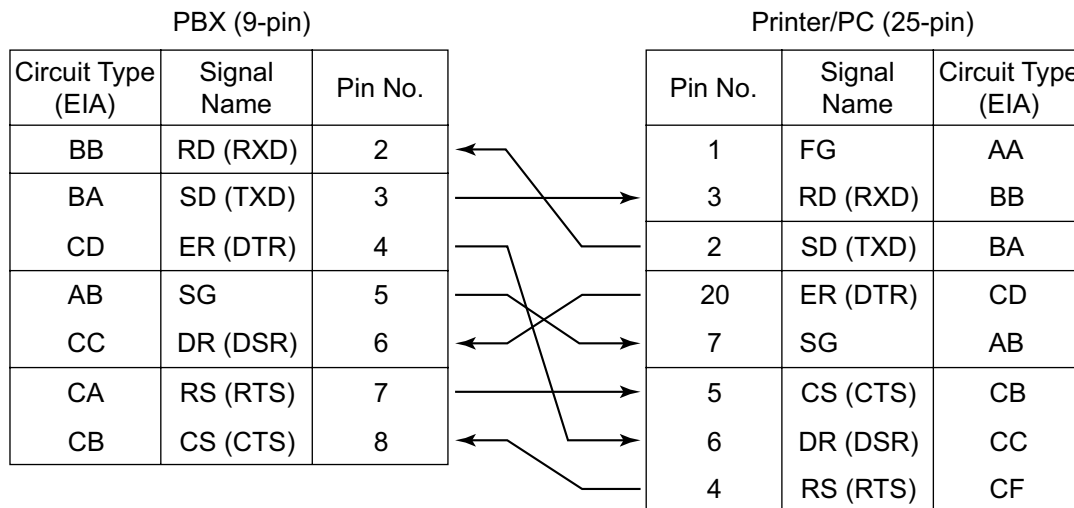 PBX (9-pin)
Printer/PC (25-pin)
Circuit Type (EIA) Signal Name Pin No.
BB RD (RXD) 2
BA SD (TXD) 3
CD ER (DTR) 4
AB SG 5
CC DR (DSR) 6
CA RS (RTS) 7
CB CS (CTS) 8
Pin No. Signal Name Circuit Type (EIA)
1 FG AA
3 RD (RXD) BB
2 SD (TXD) BA
20 ER (DTR) CD
7 SG AB
5 CS (CTS) CB
6 DR (DSR) CC
4 RS (RTS) CF